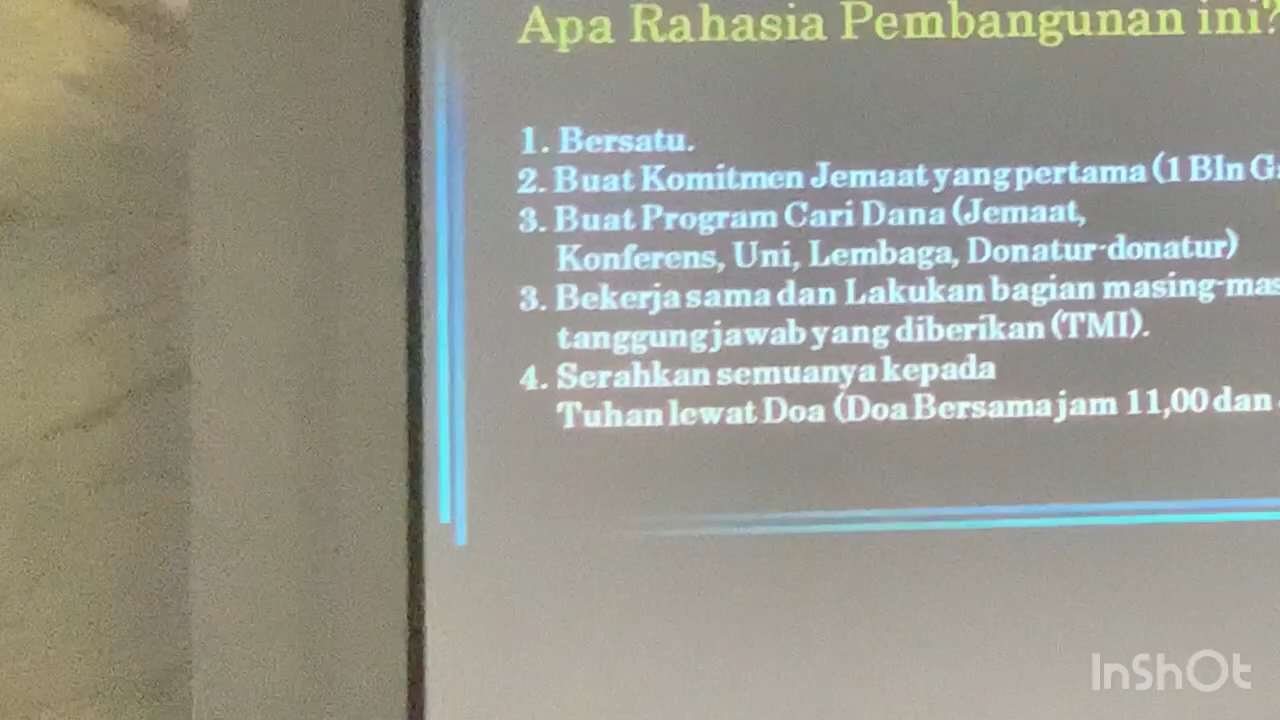 Apa Rahasia Pembangunan ini?
1. Bersatu.
2. Buat Komitmen Jemaat yang pertama (1 Bln
3. Buat Program Cari Dana (Jemaat,
Konferens, Uni, Lembaga, Donatur-donatur)
3. Bekerja sama dan Lakukan bagian
tanggung jawab yang diberikan (TMI).
4. Serahkan semuanya kepada
Tuhan lewat Doa (Doa Bersama jam 11,00 dan
InShOt